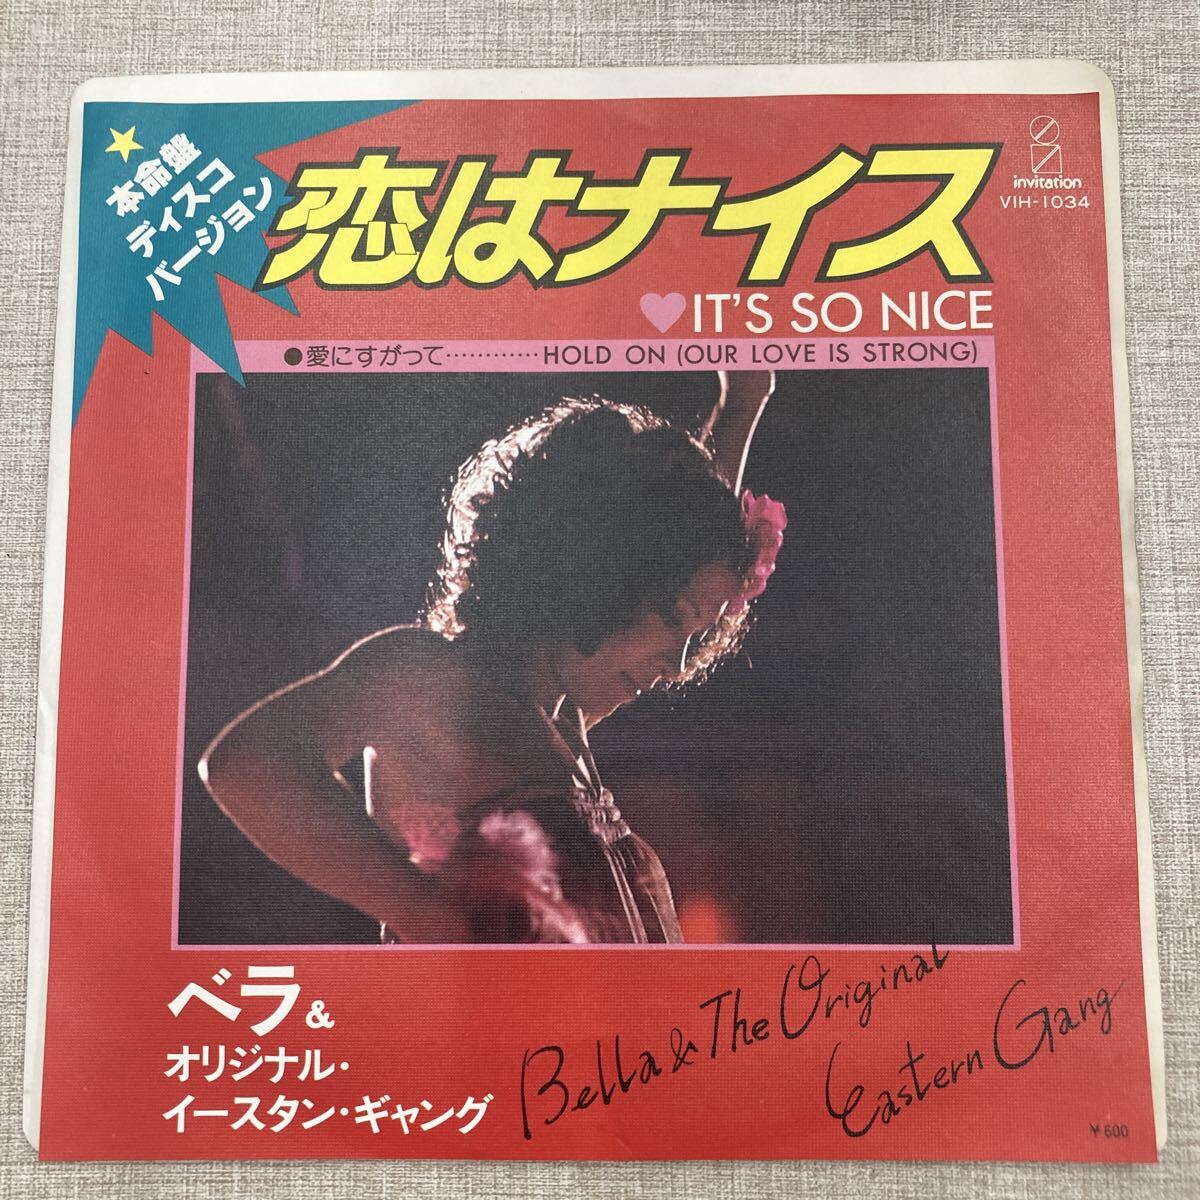 ★本命盤
ディスコ
バージョン
恋はナイス
invitation
VIH-1034
♥IT'S SO NICE
●愛にすがって…………HOLD ON (OUR LOVE IS STRONG)
ベラ&
オリジナル・
イースタン・ギャング
Bella & The Original
Eastern Gang
¥600